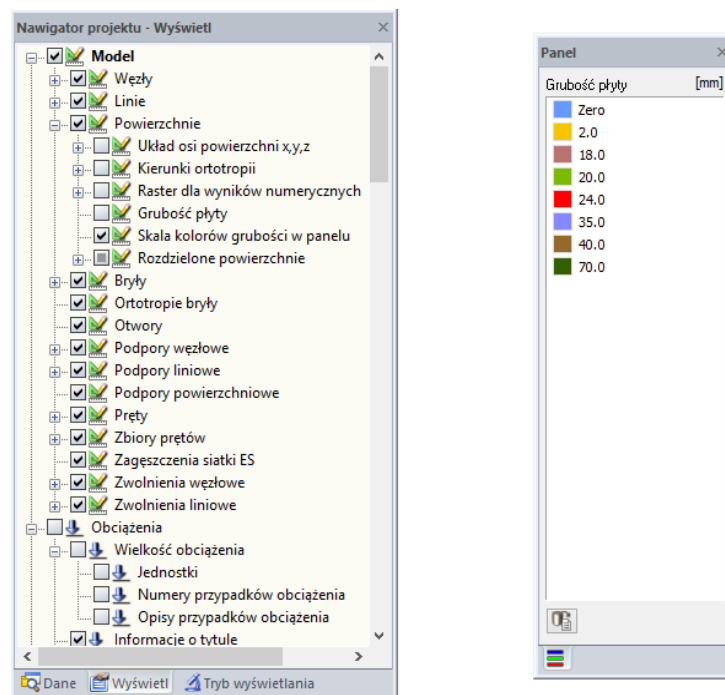 Nawigator projektu - Wyświetl
Model
Węzły
Linie
Powierzchnie
Układ osi powierzchni x,y,z
Kierunki ortotropii
Raster dla wyników numerycznych
Grubość płyty
Skala kolorów grubości w panelu
Rozdzielone powierzchnie
Bryły
Ortotropie bryły
Otwory
Podpory węzłowe
Podpory liniowe
Podpory powierzchniowe
Pręty
Zbiory prętów
Zagęszczenia siatki ES
Zwolnienia węzłowe
Zwolnienia liniowe
Obciążenia
Wielkość obciążenia
Jednostki
Numery przypadków obciążenia
Opisy przypadków obciążenia
Informacje o tytule
Dane Wyświetl Tryb wyświetlania
Panel
Grubość płyty [mm]
Zero
2.0
18.0
20.0
24.0
35.0
40.0
70.0